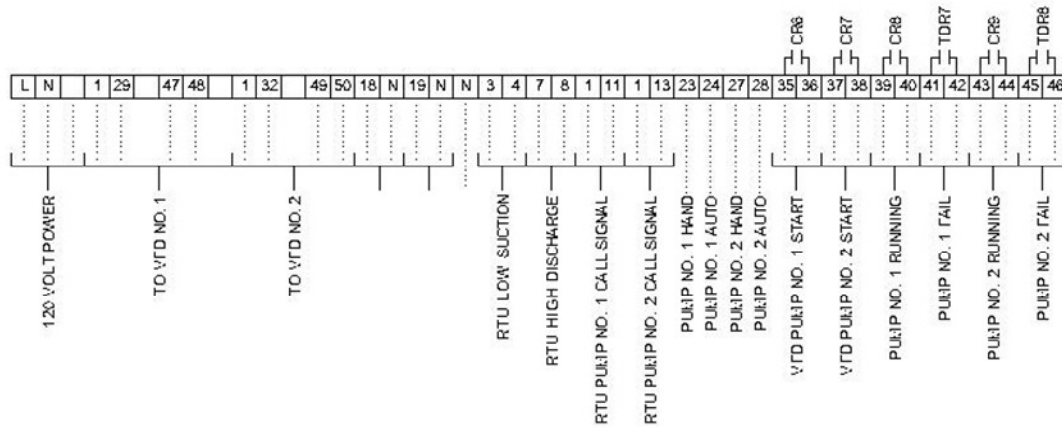 CR6
CR7
CR8
TDR7
CR9
TDR8
L N 1 29 47 48 1 32 49 50 18 N 19 N N 3 4 7 8 1 11 1 13 23 24 27 28 35 36 37 38 39 40 41 42 43 44 45 46
120 VOLT POWER
TO VFD NO. 1
TO VFD NO. 2
RTU LOW SUCTION
RTU HIGH DISCHARGE
RTU PUMP NO. 1 CALL SIGNAL
RTU PUMP NO. 2 CALL SIGNAL
PUMP NO. 1 HAND
PUMP NO. 1 AUTO
PUMP NO. 2 HAND
PUMP NO. 2 AUTO
VFD PUMP NO. 1 START
VFD PUMP NO. 2 START
PUMP NO. 1 RUNNING
PUMP NO. 1 FAIL
PUMP NO. 2 RUNNING
PUMP NO. 2 FAIL